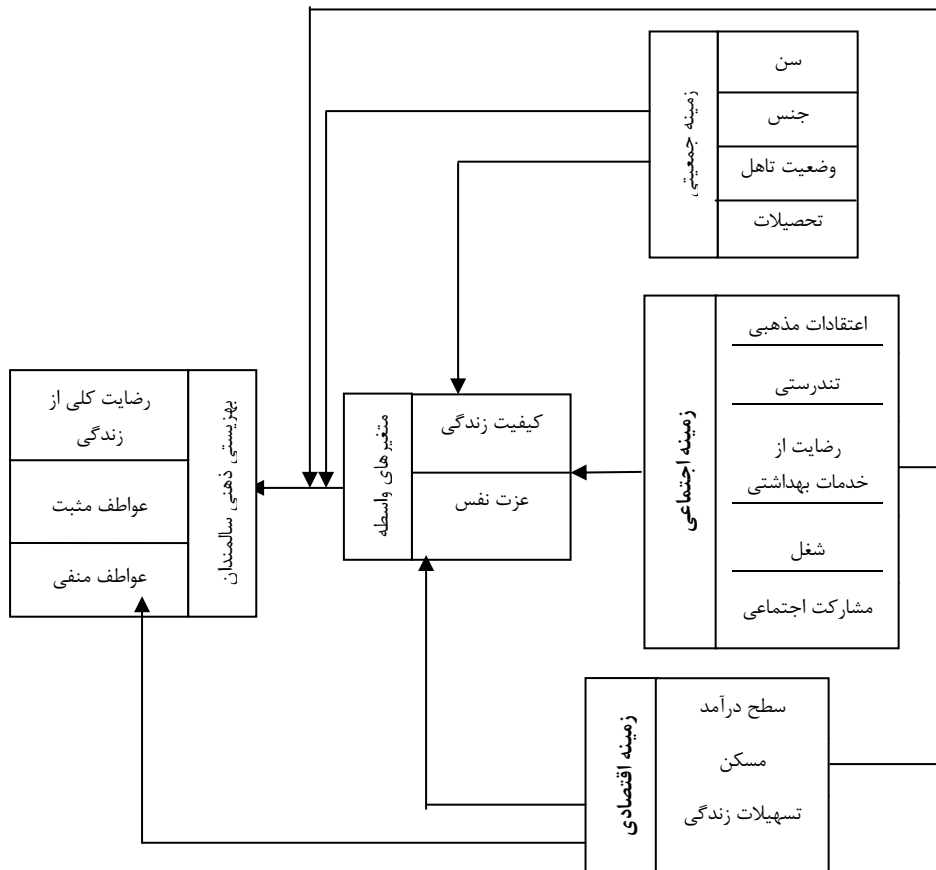 زمینه جمعیتی
سن
جنس
وضعیت تاهل
تحصیلات
زمینه اجتماعی
اعتقادات مذهبی
تندرستی
رضایت از
خدمات بهداشتی
شغل
مشارکت اجتماعی
زمینه اقتصادی
سطح درآمد
مسکن
تسهیلات زندگی
متغیرهای واسطه
کیفیت زندگی
عزت نفس
بهزیستی ذهنی سالمندان
رضایت کلی از
زندگی
عواطف مثبت
عواطف منفی